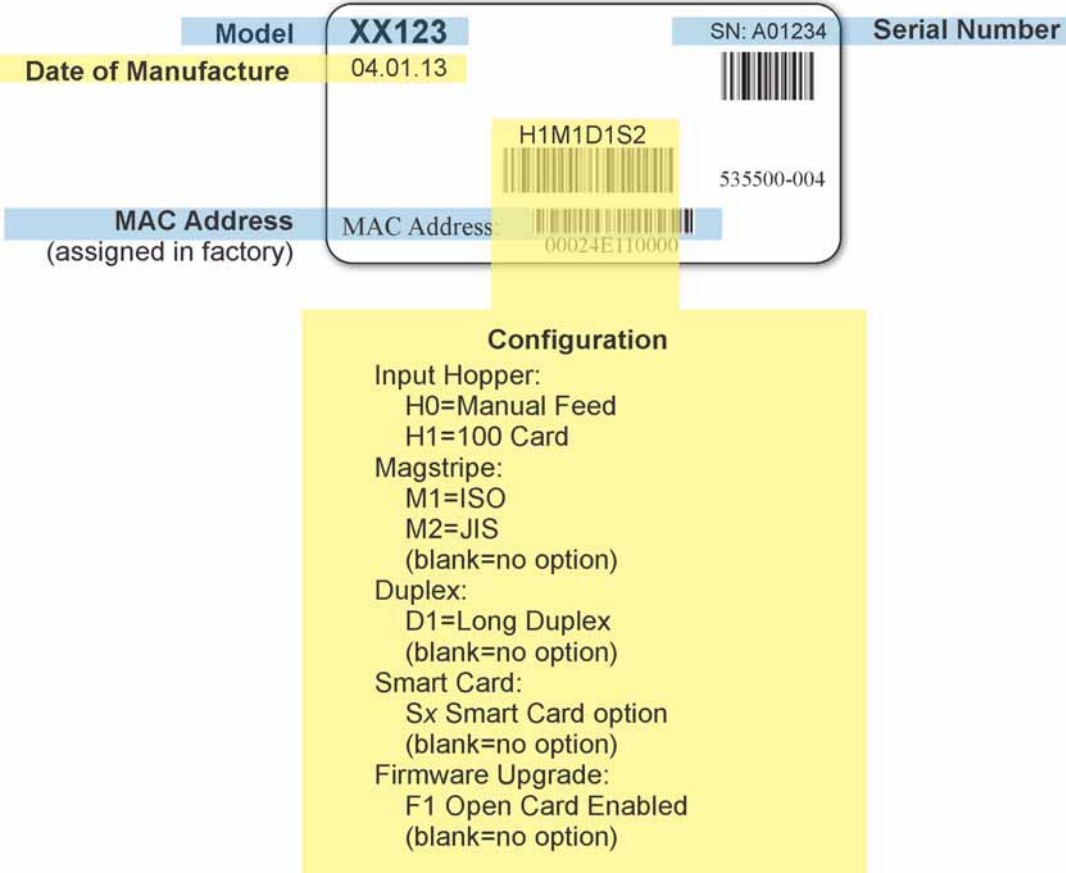 Model XX123 SN: A01234 Serial Number
Date of Manufacture 04.01.13
H1M1D1S2
535500-004
MAC Address MAC Address:
(assigned in factory) 00024E110000
Configuration
Input Hopper:
H0=Manual Feed
H1=100 Card
Magstripe:
M1=ISO
M2=JIS
(blank=no option)
Duplex:
D1=Long Duplex
(blank=no option)
Smart Card:
Sx Smart Card option
(blank=no option)
Firmware Upgrade:
F1 Open Card Enabled
(blank=no option)